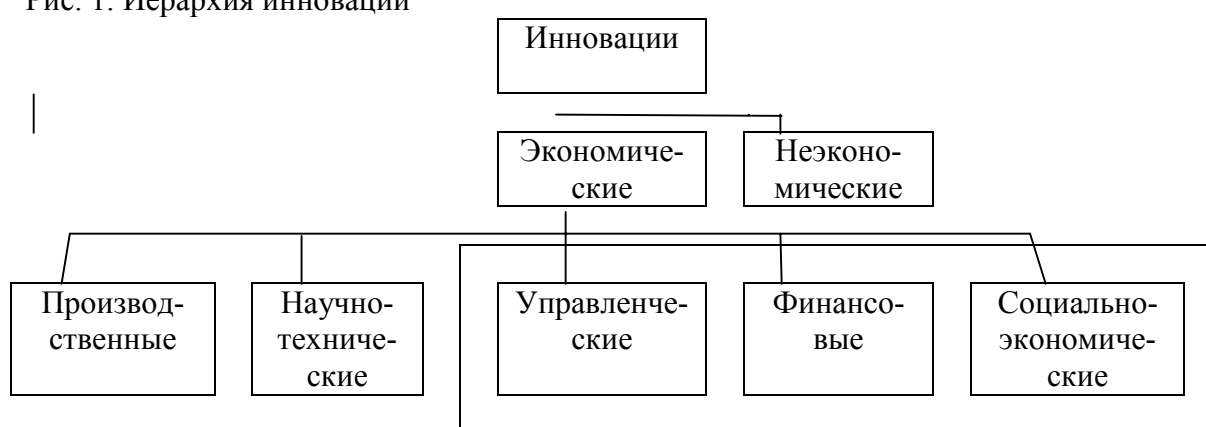 Рис. 1. Иерархия инноваций
Инновации
Экономиче-
ские
Неэконо-
мические
Производ-
ственные
Научно-
техниче-
ские
Управленче-
ские
Финансо-
вые
Социально-
экономиче-
ские